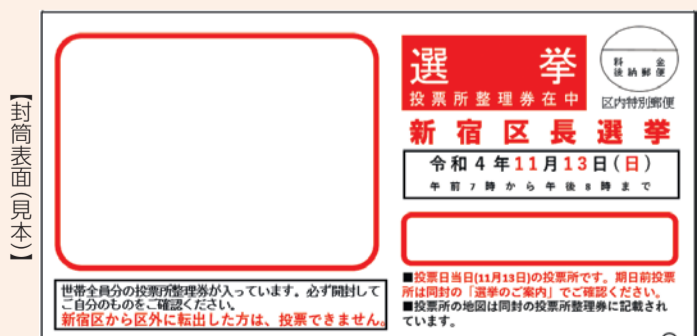 【封筒表面(見本)】
選挙
投票所整理券在中
料金
後納郵便
区内特別郵便
新宿区長選挙
令和4年11月13日(日)
午前7時から午後8時まで
■投票日当日(11月13日)の投票所です。期日前投票
所は同封の「選挙のご案内」でご確認ください。
■投票所の地図は同封の投票所整理券に記載され
ています。
世帯全員分の投票所整理券が入っています。必ず開封して
ご自分のものをご確認ください。
新宿区から区外に転出した方は、投票できません。